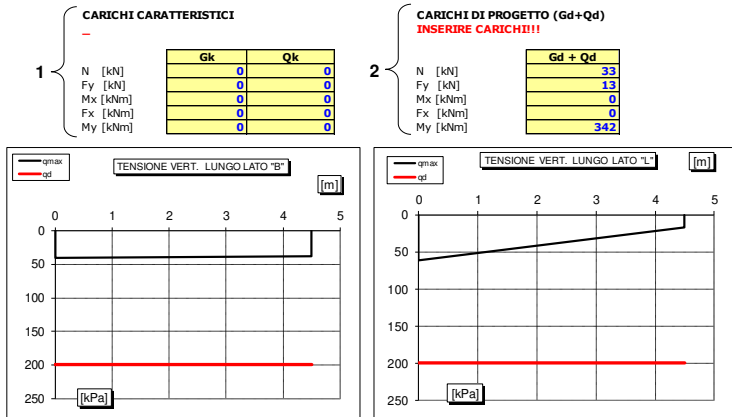 CARICHI CARATTERISTICI
_
1
Gk Qk
N [kN] 0 0
Fy [kN] 0 0
Mx [kNm] 0 0
Fx [kNm] 0 0
My [kNm] 0 0
CARICHI DI PROGETTO (Gd+Qd)
INSERIRE CARICHI!!!
2
Gd + Qd
N [kN] 33
Fy [kN] 13
Mx [kNm] 0
Fx [kNm] 0
My [kNm] 342
qmax
qd
TENSIONE VERT. LUNGO LATO "B"
[m]
0 1 2 3 4 5
0
50
100
150
200
250
[kPa]
qmax
qd
TENSIONE VERT. LUNGO LATO "L"
[m]
0 1 2 3 4 5
0
50
100
150
200
250
[kPa]